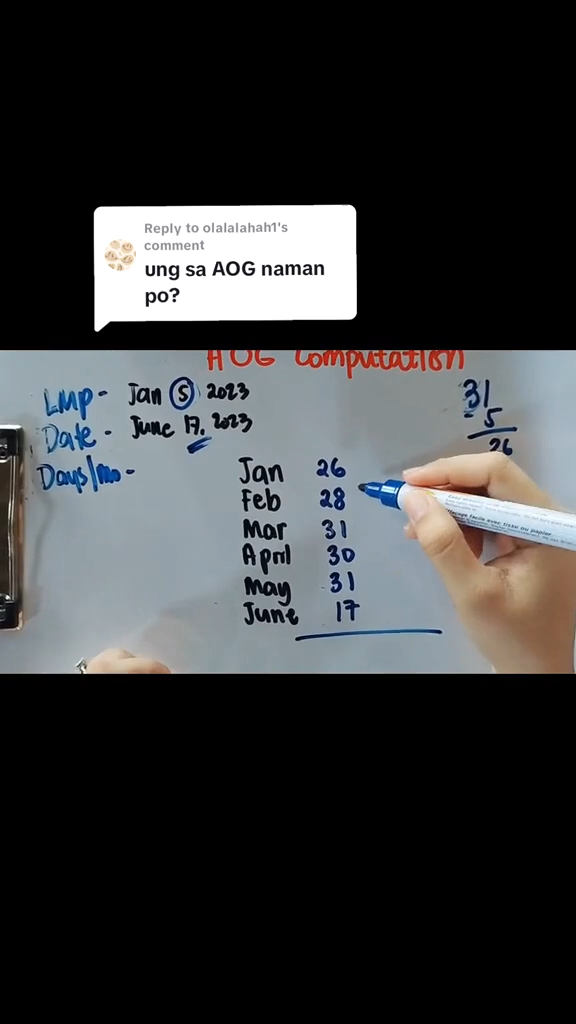 Reply to olalalahah1's
comment
ung sa AOG naman
po?
AOG Computation
LMP - Jan 5 2023
Date - June 17, 2023
Days/mo -
31
5
26
Jan 26
Feb 28
Mar 31
April 30
May 31
June 17